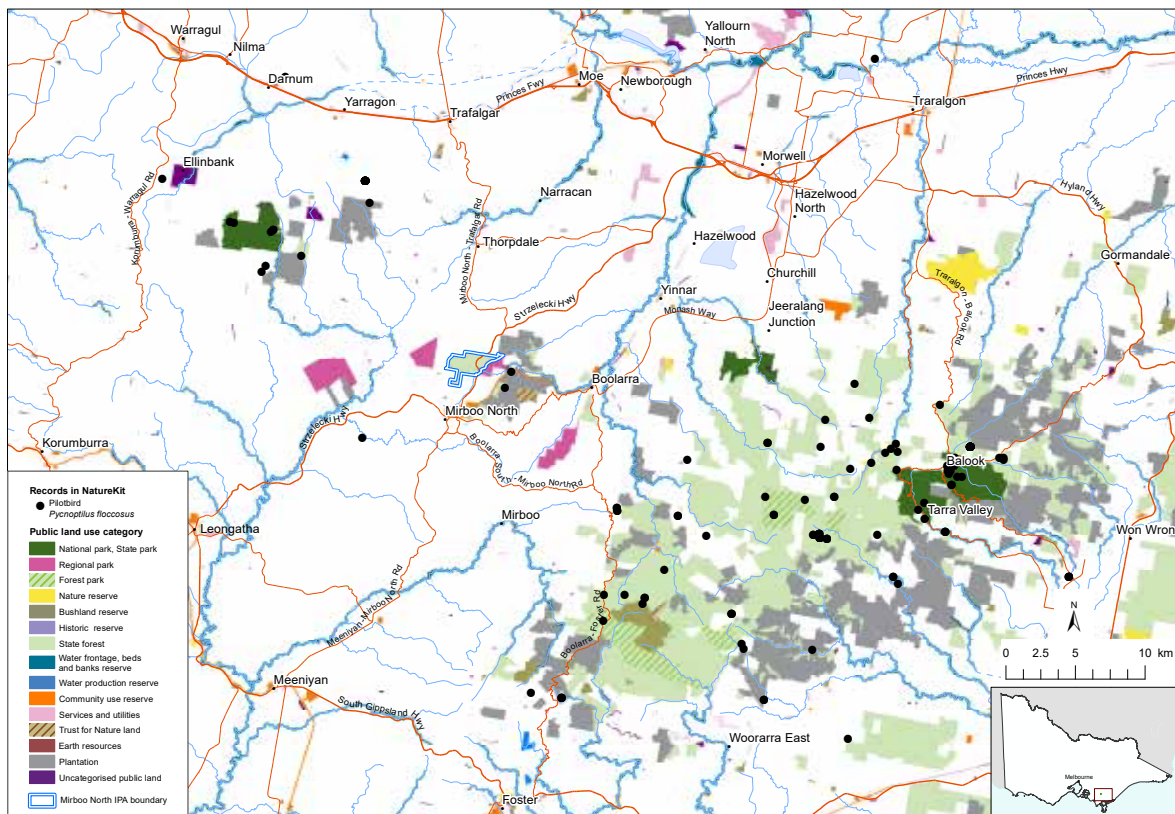 Warragul
Nilma
Darnum
Yarragon
Trafalgar
Princes Fwy
Moe
Newborough
Yallourn
North
Princes Hwy
Traralgon
Morwell
Hazelwood
North
Hyland Hwy
Ellinbank
Korumburra - Warragul Rd
Narracan
Mirboo North - Trafalgar Rd
Thorpdale
Hazelwood
Gormandale
Churchill
Traralgon - Balook Rd
Strzelecki Hwy
Yinnar
Monash Way
Jeeralang
Junction
Boolarra
Mirboo North
Strzelecki Hwy
Korumburra
Boolarra South - Mirboo North Rd
Balook
Tarra Valley
Mirboo
Won Wron
Leongatha
Meeniyan - Mirboo North Rd
Boolarra - Foster Rd
Meeniyan
South Gippsland Hwy
Woorarra East
Foster
Records in NatureKit
Pilotbird
Pycnoptilus floccosus
Public land use category
National park, State park
Regional park
Forest park
Nature reserve
Bushland reserve
Historic reserve
State forest
Water frontage, beds
and banks reserve
Water production reserve
Community use reserve
Services and utilities
Trust for Nature land
Earth resources
Plantation
Uncategorised public land
Mirboo North IPA boundary
N
0 2.5 5 10 km
Melbourne